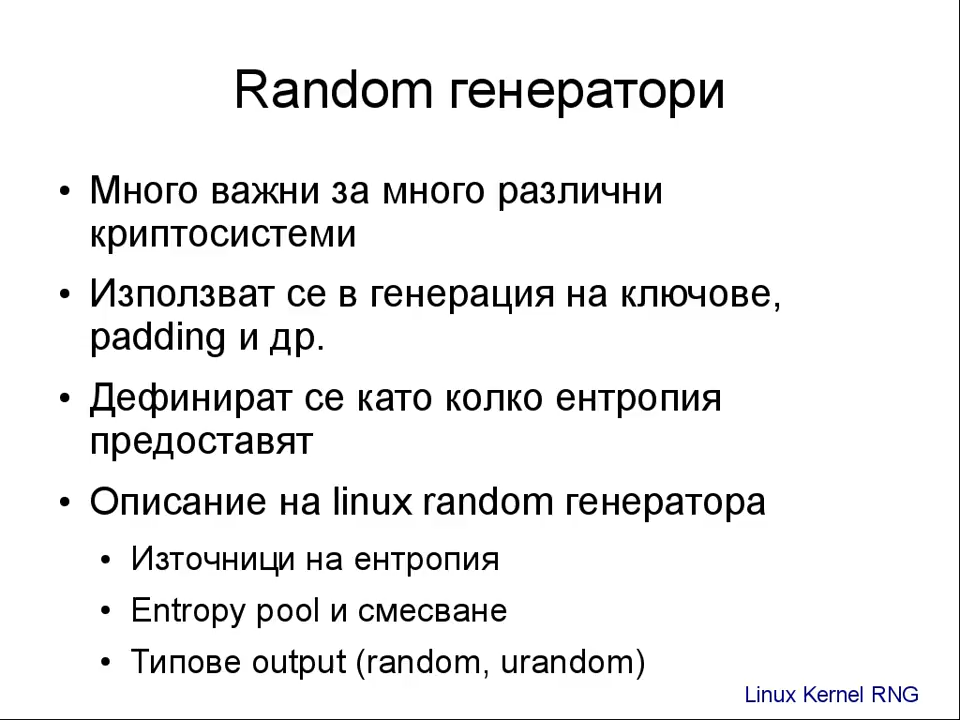 Random генератори
• Много важни за много различни
криптосистеми
• Използват се в генерация на ключове,
padding и др.
• Дефинират се като колко ентропия
предоставят
• Описание на linux random генератора
• Източници на ентропия
• Entropy pool и смесване
• Типове output (random, urandom)
Linux Kernel RNG